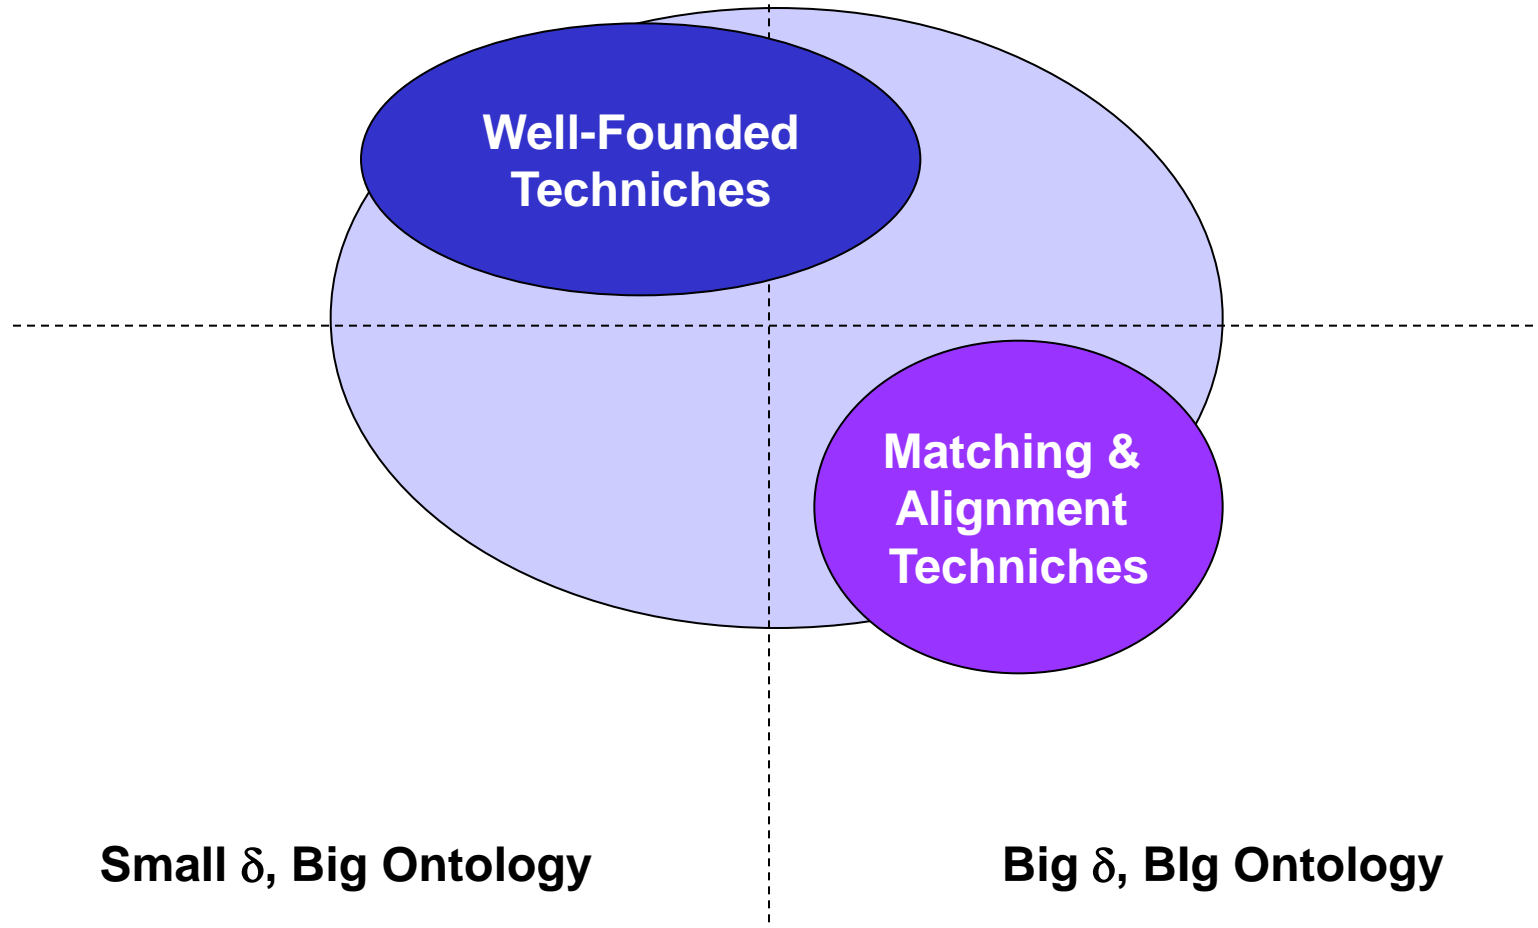 Well-Founded
Techniches
Matching &
Alignment
Techniches
Small δ, Big Ontology
Big δ, BIg Ontology